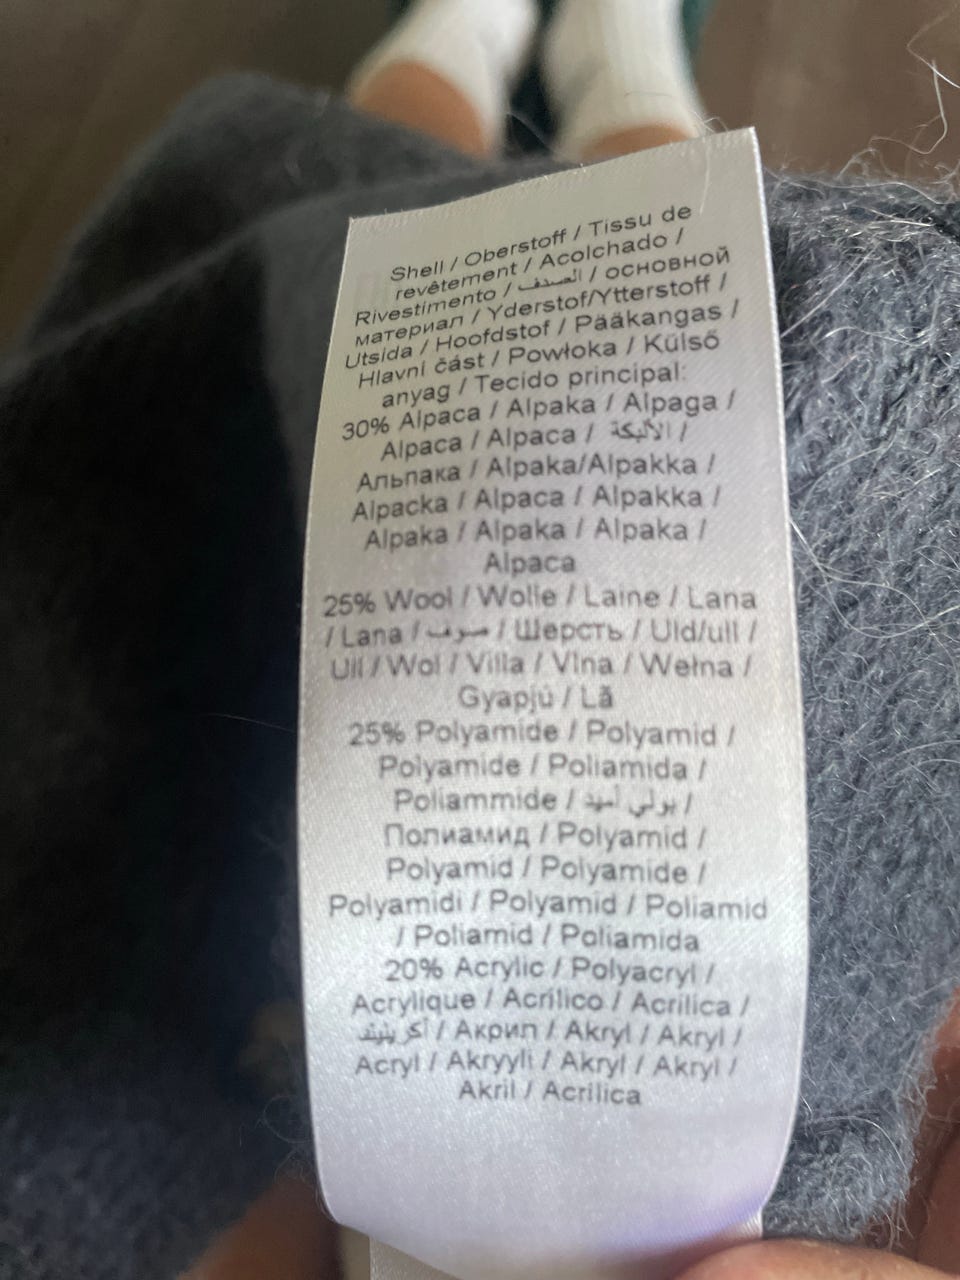 Shell / Oberstoff / Tissu de
revêtement / Acolchado /
Rivestimento / الصدف / основной
материал / Yderstof/Ytterstoff /
Utsida / Hoofdstof / Pääkangas /
Hlavní část / Powłoka / Külső
anyag / Tecido principal:
30% Alpaca / Alpaka / Alpaga /
Alpaca / Alpaca / الألبكة /
Альпака / Alpaka/Alpakka /
Alpacka / Alpaca / Alpakka /
Alpaka / Alpaka / Alpaka /
Alpaca
25% Wool / Wolle / Laine / Lana
/ Lana / صوف / Шерсть / Uld/ull /
Ull / Wol / Villa / Vlna / Wełna /
Gyapjú / Lã
25% Polyamide / Polyamid /
Polyamide / Poliamida /
Poliammide / بولي أميد /
Полиамид / Polyamid /
Polyamid / Polyamide /
Polyamidi / Polyamid / Poliamid
/ Poliamid / Poliamida
20% Acrylic / Polyacryl /
Acrylique / Acrílico / Acrilica /
/ Акрил / Akryl / Akryl /
Acryl / Akryyli / Akryl / Akryl /
Akril / Acrílica